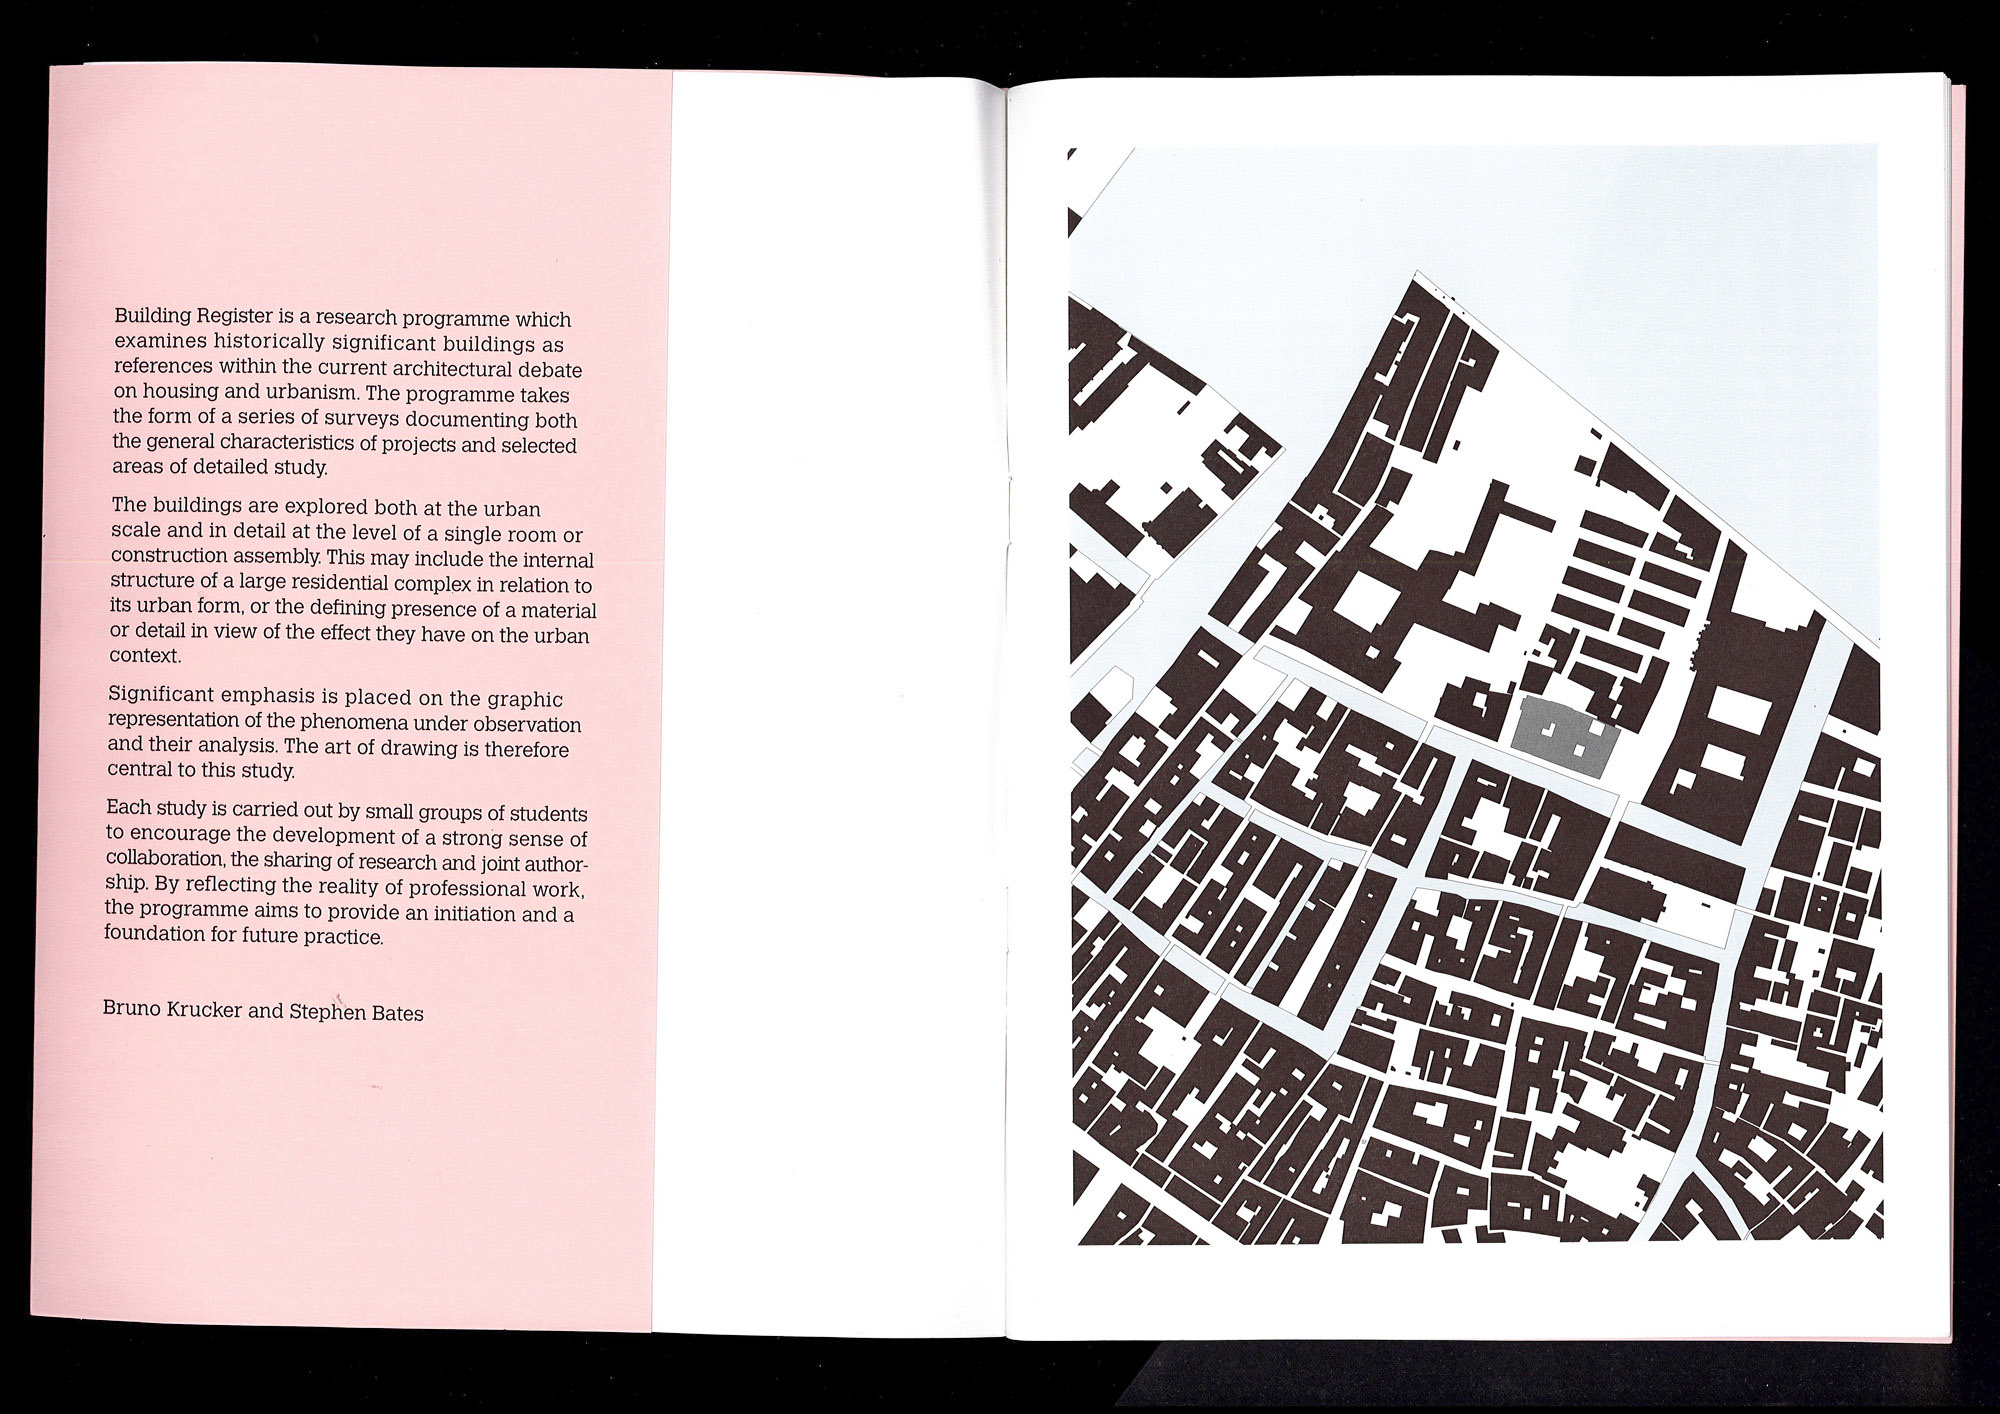 Building Register is a research programme which
examines historically significant buildings as
references within the current architectural debate
on housing and urbanism. The programme takes
the form of a series of surveys documenting both
the general characteristics of projects and selected
areas of detailed study.
The buildings are explored both at the urban
scale and in detail at the level of a single room or
construction assembly. This may include the internal
structure of a large residential complex in relation to
its urban form, or the defining presence of a material
or detail in view of the effect they have on the urban
context.
Significant emphasis is placed on the graphic
representation of the phenomena under observation
and their analysis. The art of drawing is therefore
central to this study.
Each study is carried out by small groups of students
to encourage the development of a strong sense of
collaboration, the sharing of research and joint author-
ship. By reflecting the reality of professional work,
the programme aims to provide an initiation and a
foundation for future practice.
Bruno Krucker and Stephen Bates